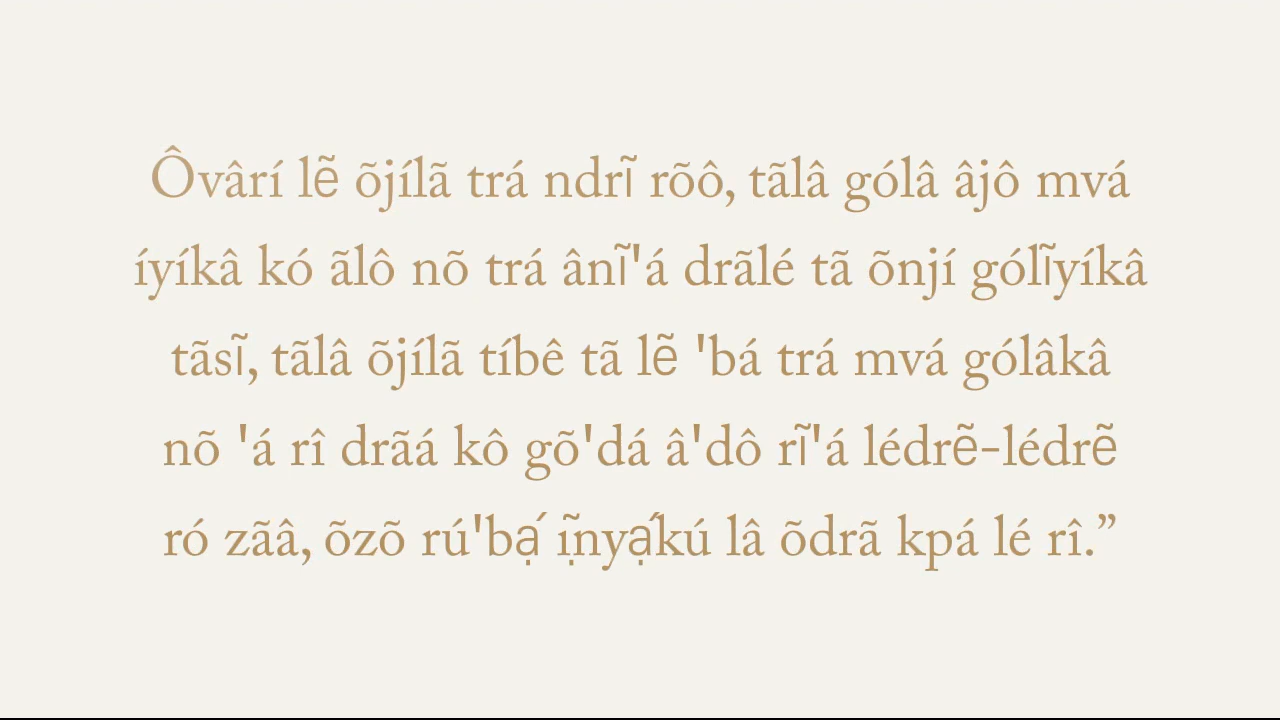 Ôvârí lẽ õjílã trá ndrĩ rõô, tãlâ gólâ âjô mvá
íyíkâ kó ãlô nõ trá ânĩ'á drãlé tã õnjí gólĩyíkâ
tãsĩ, tãlâ õjílã tíbê tã lẽ 'bá trá mvá gólâkâ
nõ 'á rî drãá kô gõ'dá â'dô rĩ'á lédrẽ-lédrẽ
ró zãâ, õzõ rú'bạ́ ị̃nyạ́kú lâ õdrã kpá lé rî.”